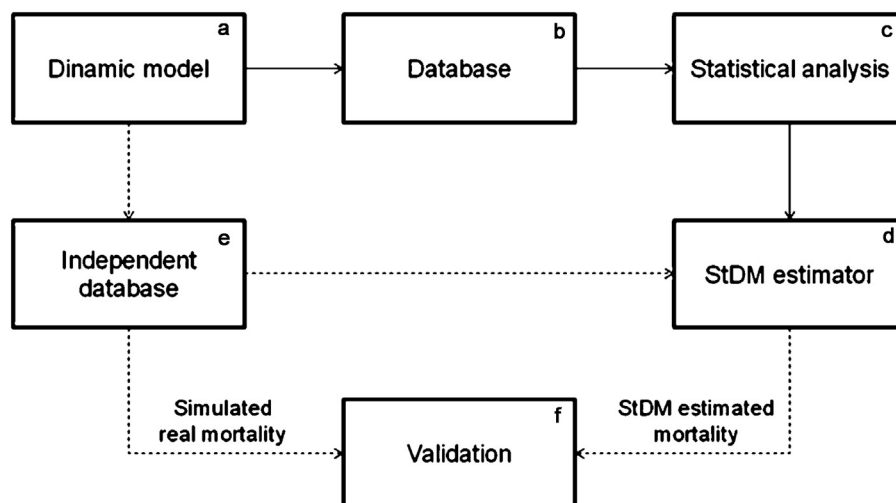 a
Dinamic model
b
Database
c
Statistical analysis
e
Independent
database
d
StDM estimator
Simulated
real mortality
f
Validation
StDM estimated
mortality